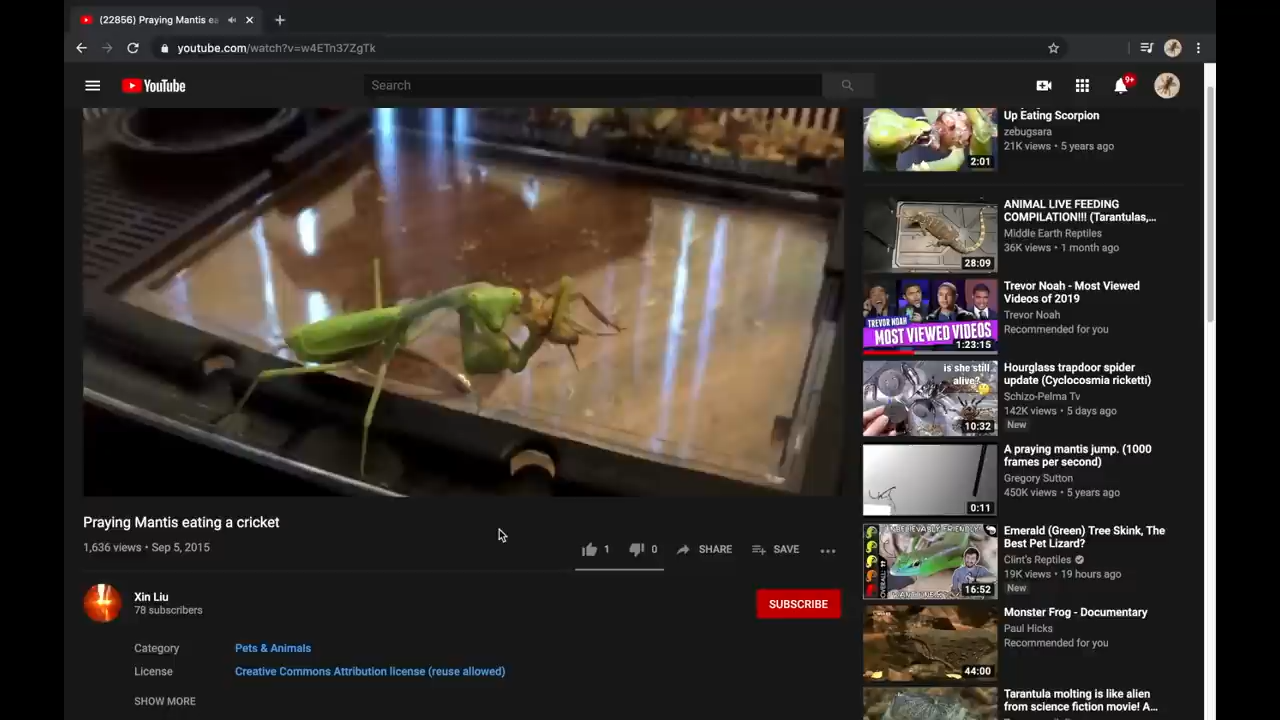 (22856) Praying Mantis ea
youtube.com/watch?v=w4ETn37ZgTk
YouTube
Search
9+
Praying Mantis eating a cricket
1,636 views • Sep 5, 2015
1
0
SHARE
SAVE
Xin Liu
78 subscribers
SUBSCRIBE
Category
Pets & Animals
License
Creative Commons Attribution license (reuse allowed)
SHOW MORE
2:01
Up Eating Scorpion
zebugsara
21K views • 5 years ago
28:09
ANIMAL LIVE FEEDING
COMPILATION!!! (Tarantulas,...
Middle Earth Reptiles
36K views • 1 month ago
TREVOR NOAH
MOST VIEWED VIDEOS
1:23:15
Trevor Noah - Most Viewed
Videos of 2019
Trevor Noah
Recommended for you
is she still
alive?
10:32
Hourglass trapdoor spider
update (Cyclocosmia ricketti)
Schizo-Pelma Tv
142K views • 5 days ago
New
0:11
A praying mantis jump. (1000
frames per second)
Gregory Sutton
450K views • 5 years ago
16:52
Emerald (Green) Tree Skink, The
Best Pet Lizard?
Clint's Reptiles
19K views • 19 hours ago
New
44:00
Monster Frog - Documentary
Paul Hicks
Recommended for you
Tarantula molting is like alien
from science fiction movie! A...